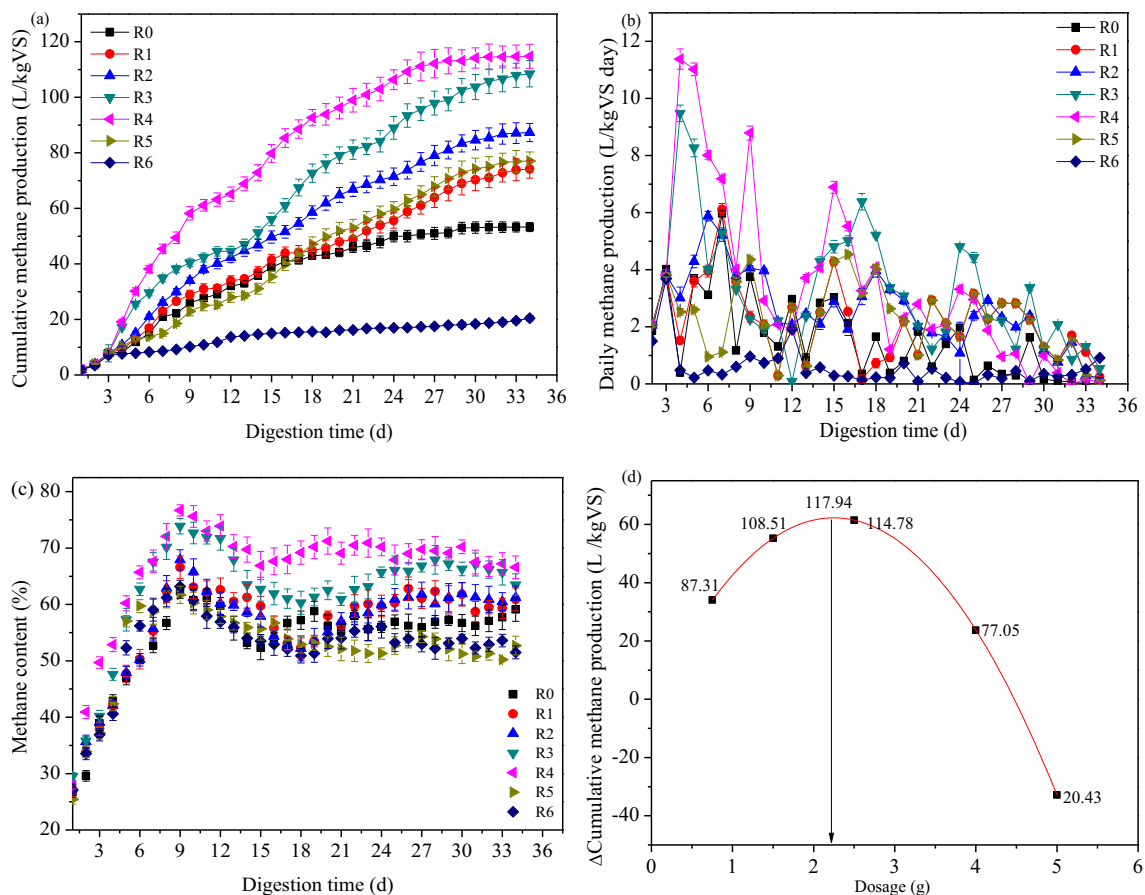 (a)
R0
R1
R2
R3
R4
R5
R6
0
20
40
60
80
100
120
3 6 9 12 15 18 21 24 27 30 33 36
Cumulative methane production (L/kgVS)
Digestion time (d)
(b)
R0
R1
R2
R3
R4
R5
R6
0
2
4
6
8
10
12
3 6 9 12 15 18 21 24 27 30 33 36
Daily methane production (L/kgVS day)
Digestion time (d)
(c)
R0
R1
R2
R3
R4
R5
R6
20
30
40
50
60
70
80
3 6 9 12 15 18 21 24 27 30 33 36
Methane content (%)
Digestion time (d)
(d)
87.31
108.51
117.94
114.78
77.05
20.43
-40
-20
0
20
40
60
80
0 1 2 3 4 5 6
ΔCumulative methane production (L /kgVS)
Dosage (g)